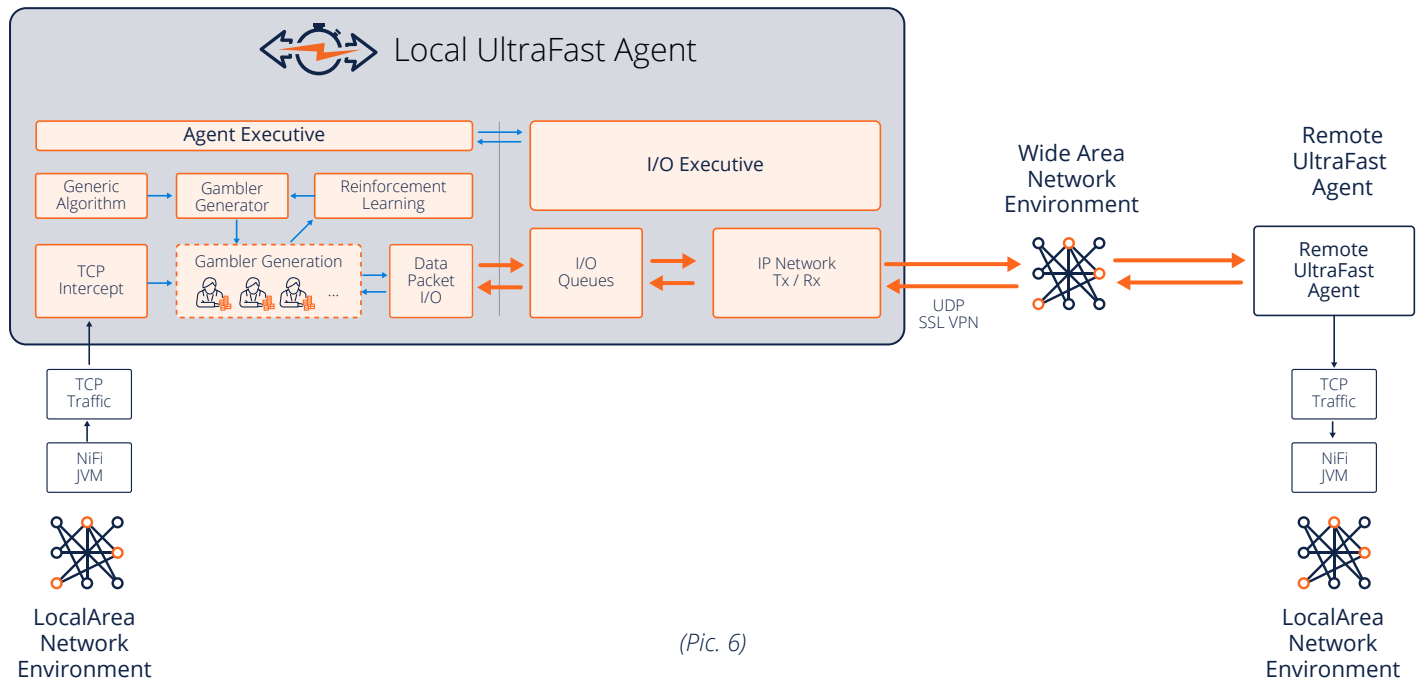 Local UltraFast Agent
Agent Executive
I/O Executive
Generic
Algorithm
Gambler
Generator
Reinforcement
Learning
TCP
Intercept
Gambler Generation
...
Data
Packet
I/O
I/O
Queues
IP Network
Tx / Rx
UDP
SSL VPN
Wide Area
Network
Environment
Remote
UltraFast
Agent
Remote
UltraFast
Agent
TCP
Traffic
NiFi
JVM
LocalArea
Network
Environment
TCP
Traffic
NiFi
JVM
LocalArea
Network
Environment
(Pic. 6)